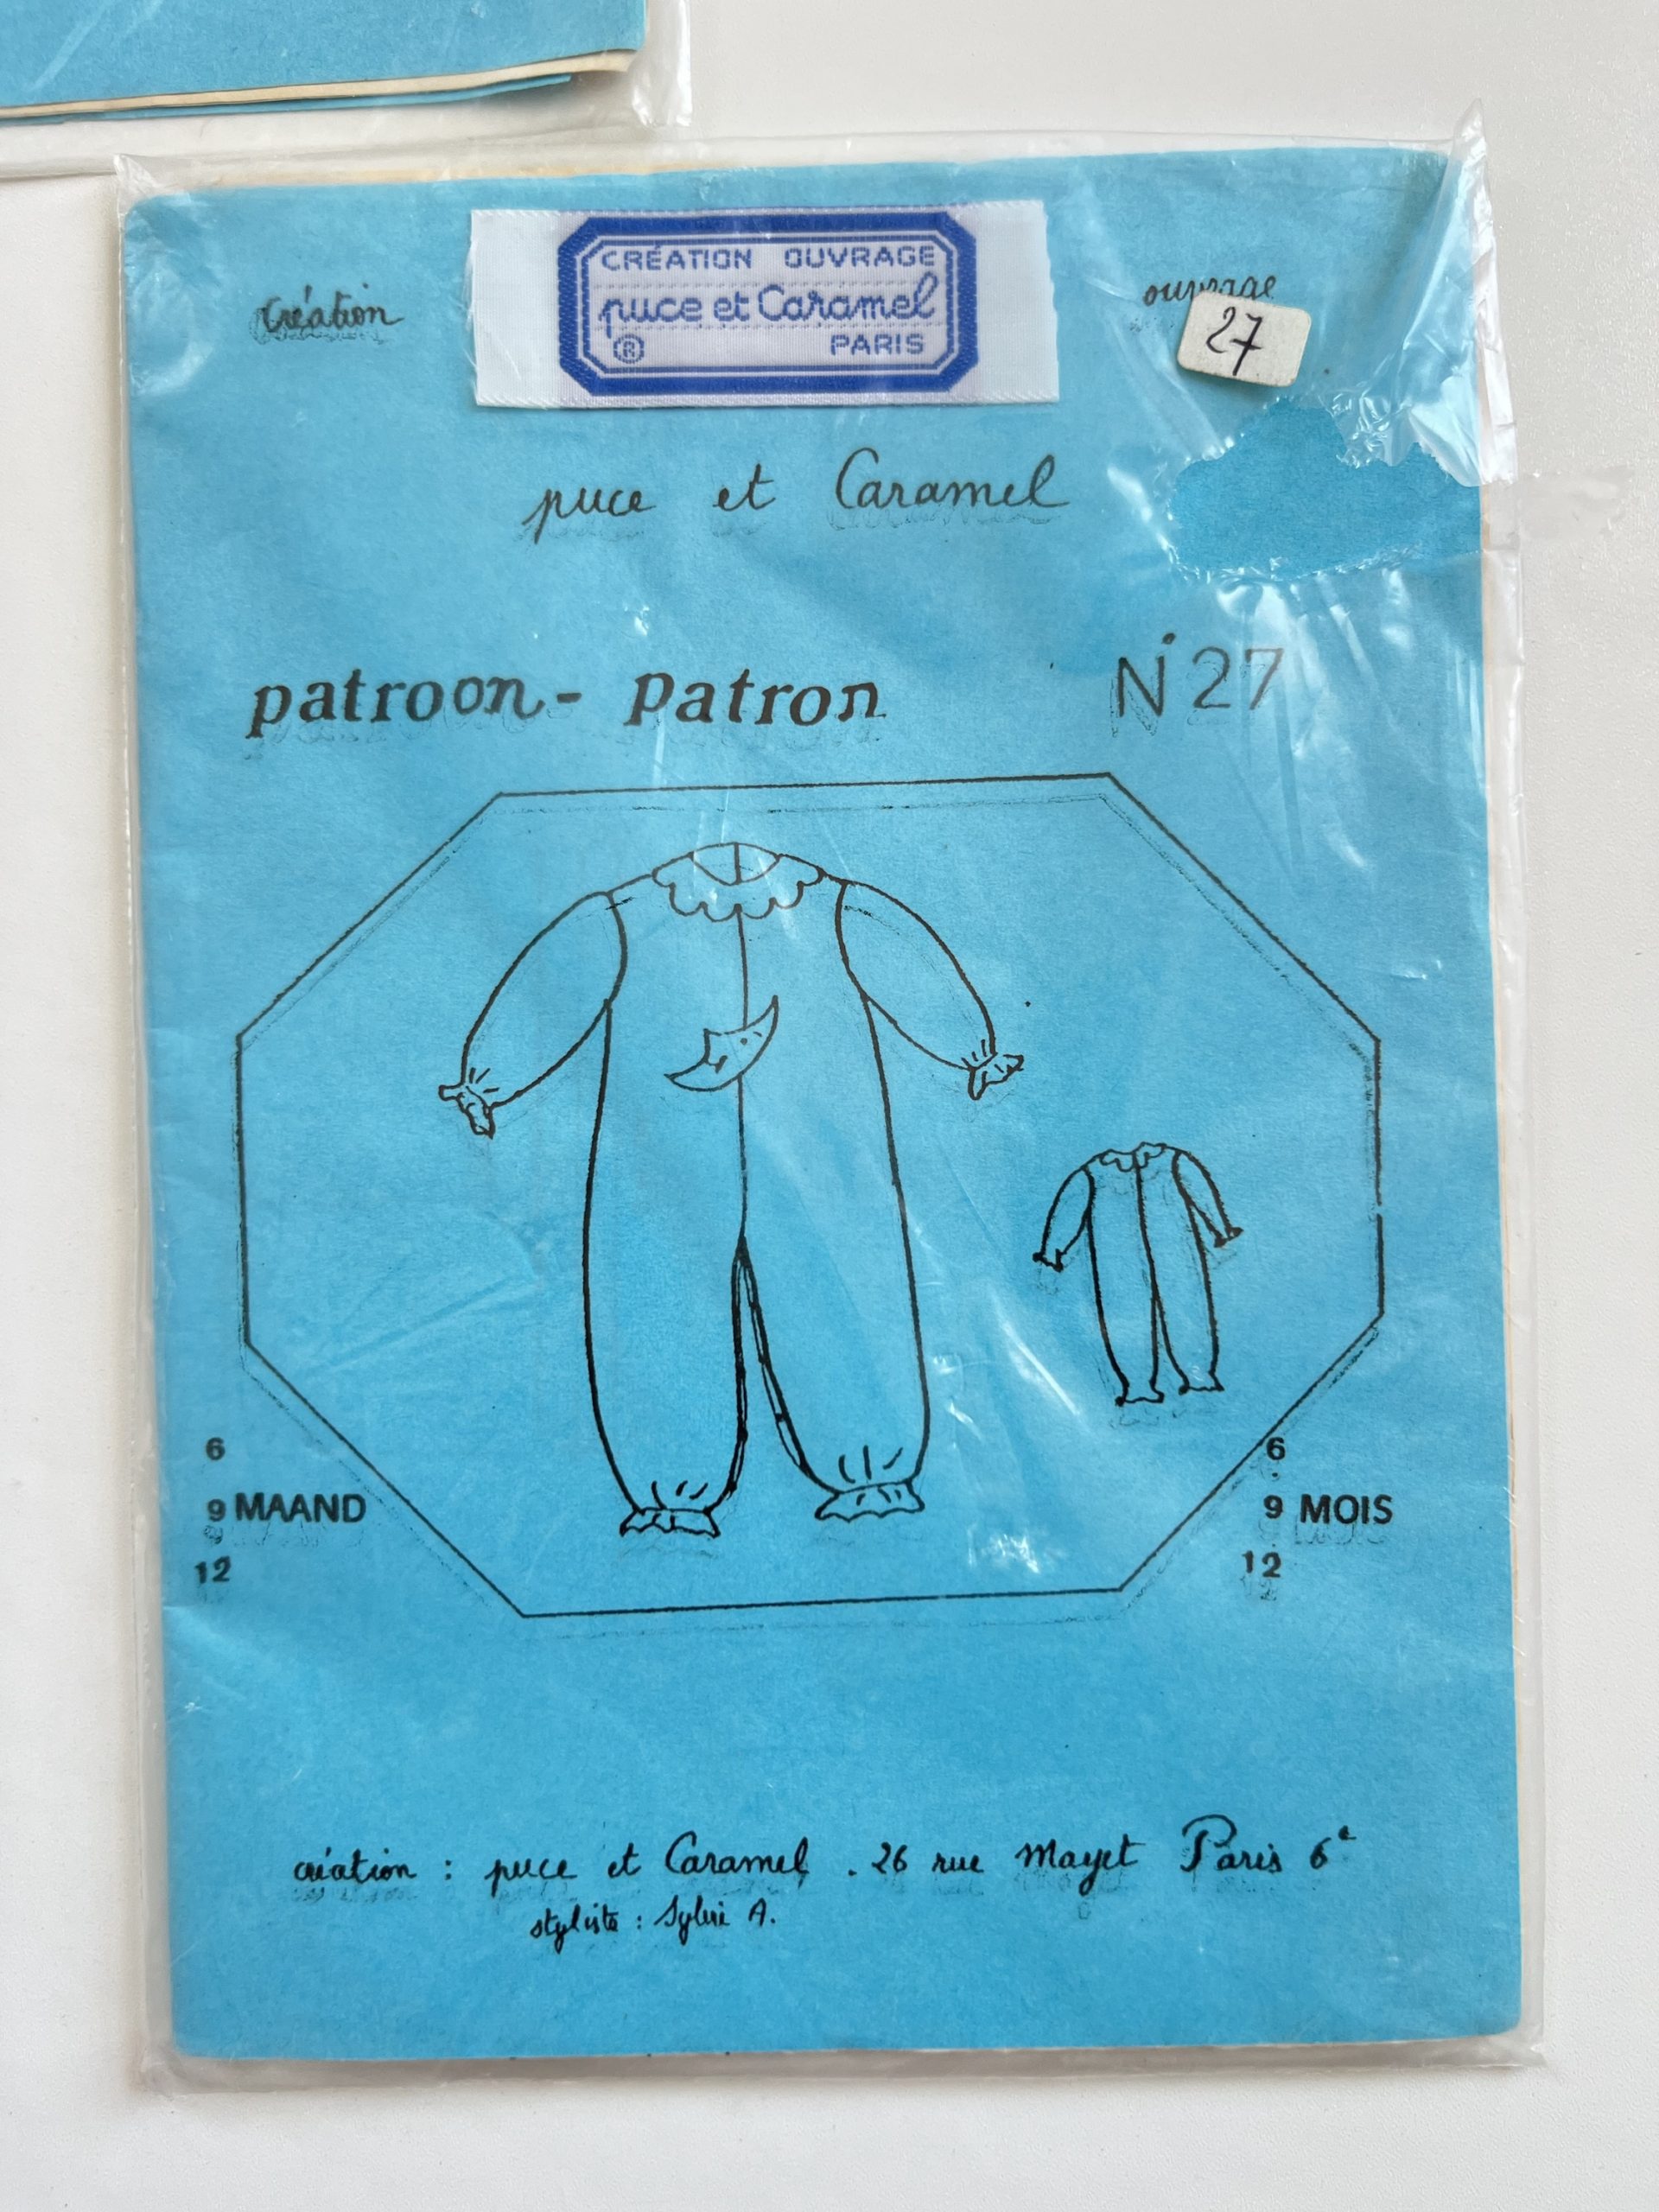 CRÉATION OUVRAGE
puce et Caramel
® PARIS
création
ouvrage
27
puce et Caramel
patroon - patron N° 27
6
9 MAAND
12
6
9 MOIS
12
création : puce et Caramel . 26 rue Mayet Paris 6e
styliste : Sylvie A.